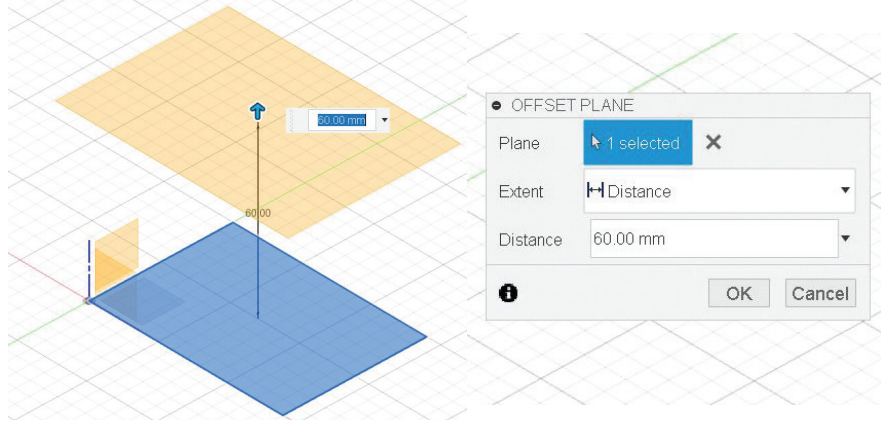 60.00 mm
60.00
OFFSET PLANE
Plane 1 selected
Extent Distance
Distance 60.00 mm
OK Cancel